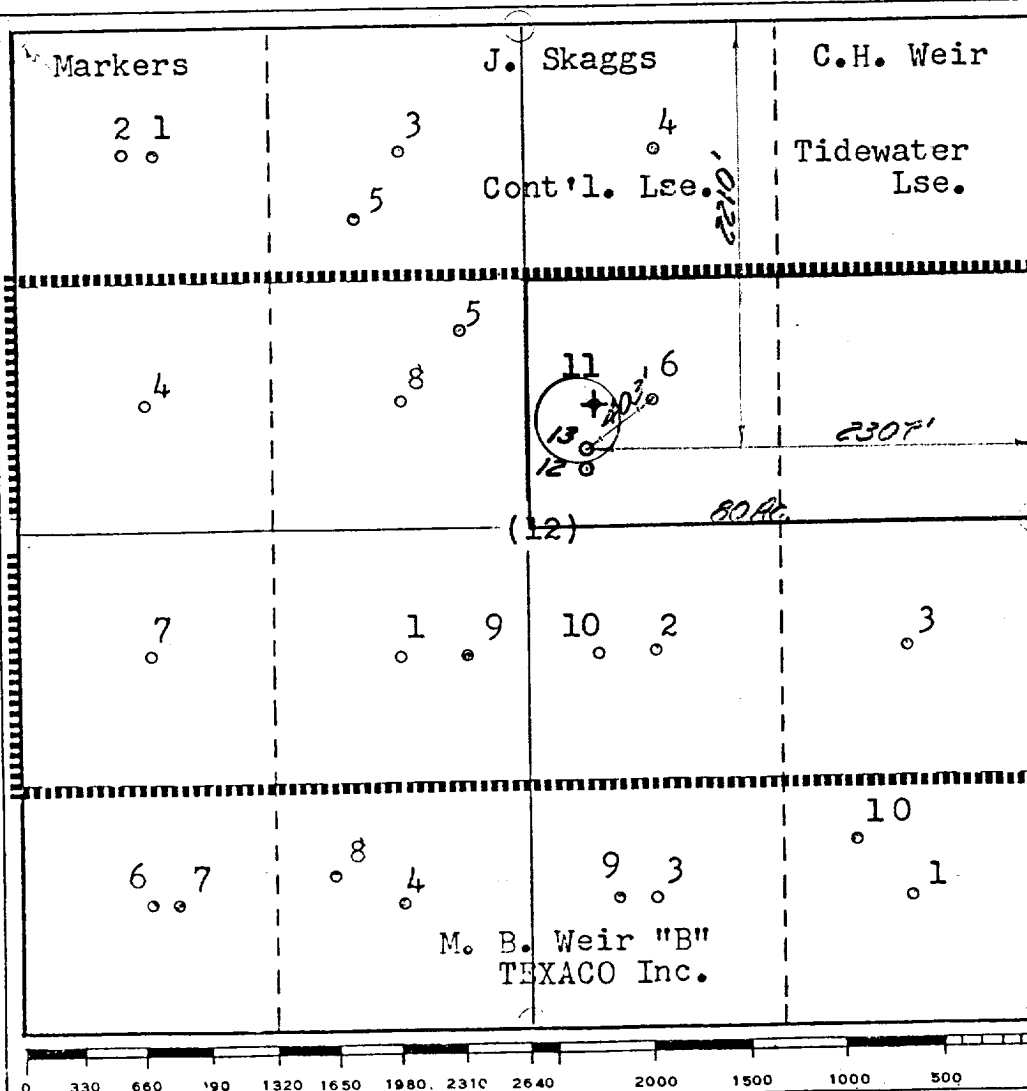 Markers J. Skaggs C.H. Weir
2 1 3 4 Tidewater
Cont'l. Lse. Lse.
5
2210'
5
4 8 11 6
13 2307'
12
80 Ac.
(12)
7 1 9 10 2 3
10
6 7 8 4 9 3 1
M. B. Weir "B"
TEXACO Inc.
0 330 660 990 1320 1650 1980. 2310 2640 2000 1500 1000 500